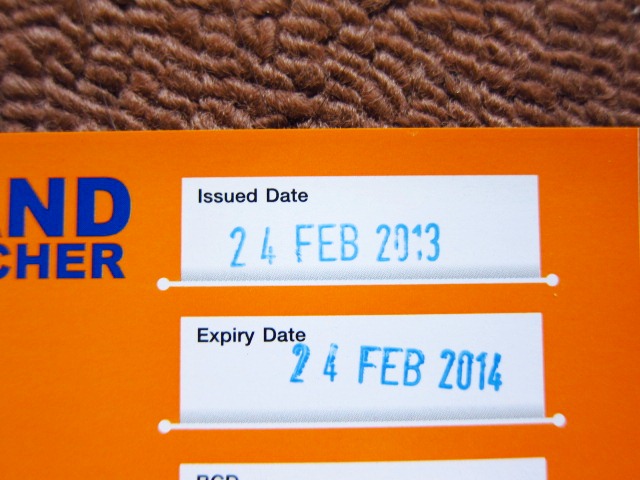 AND
CHER
Issued Date
24 FEB 2013
Expiry Date
24 FEB 2014